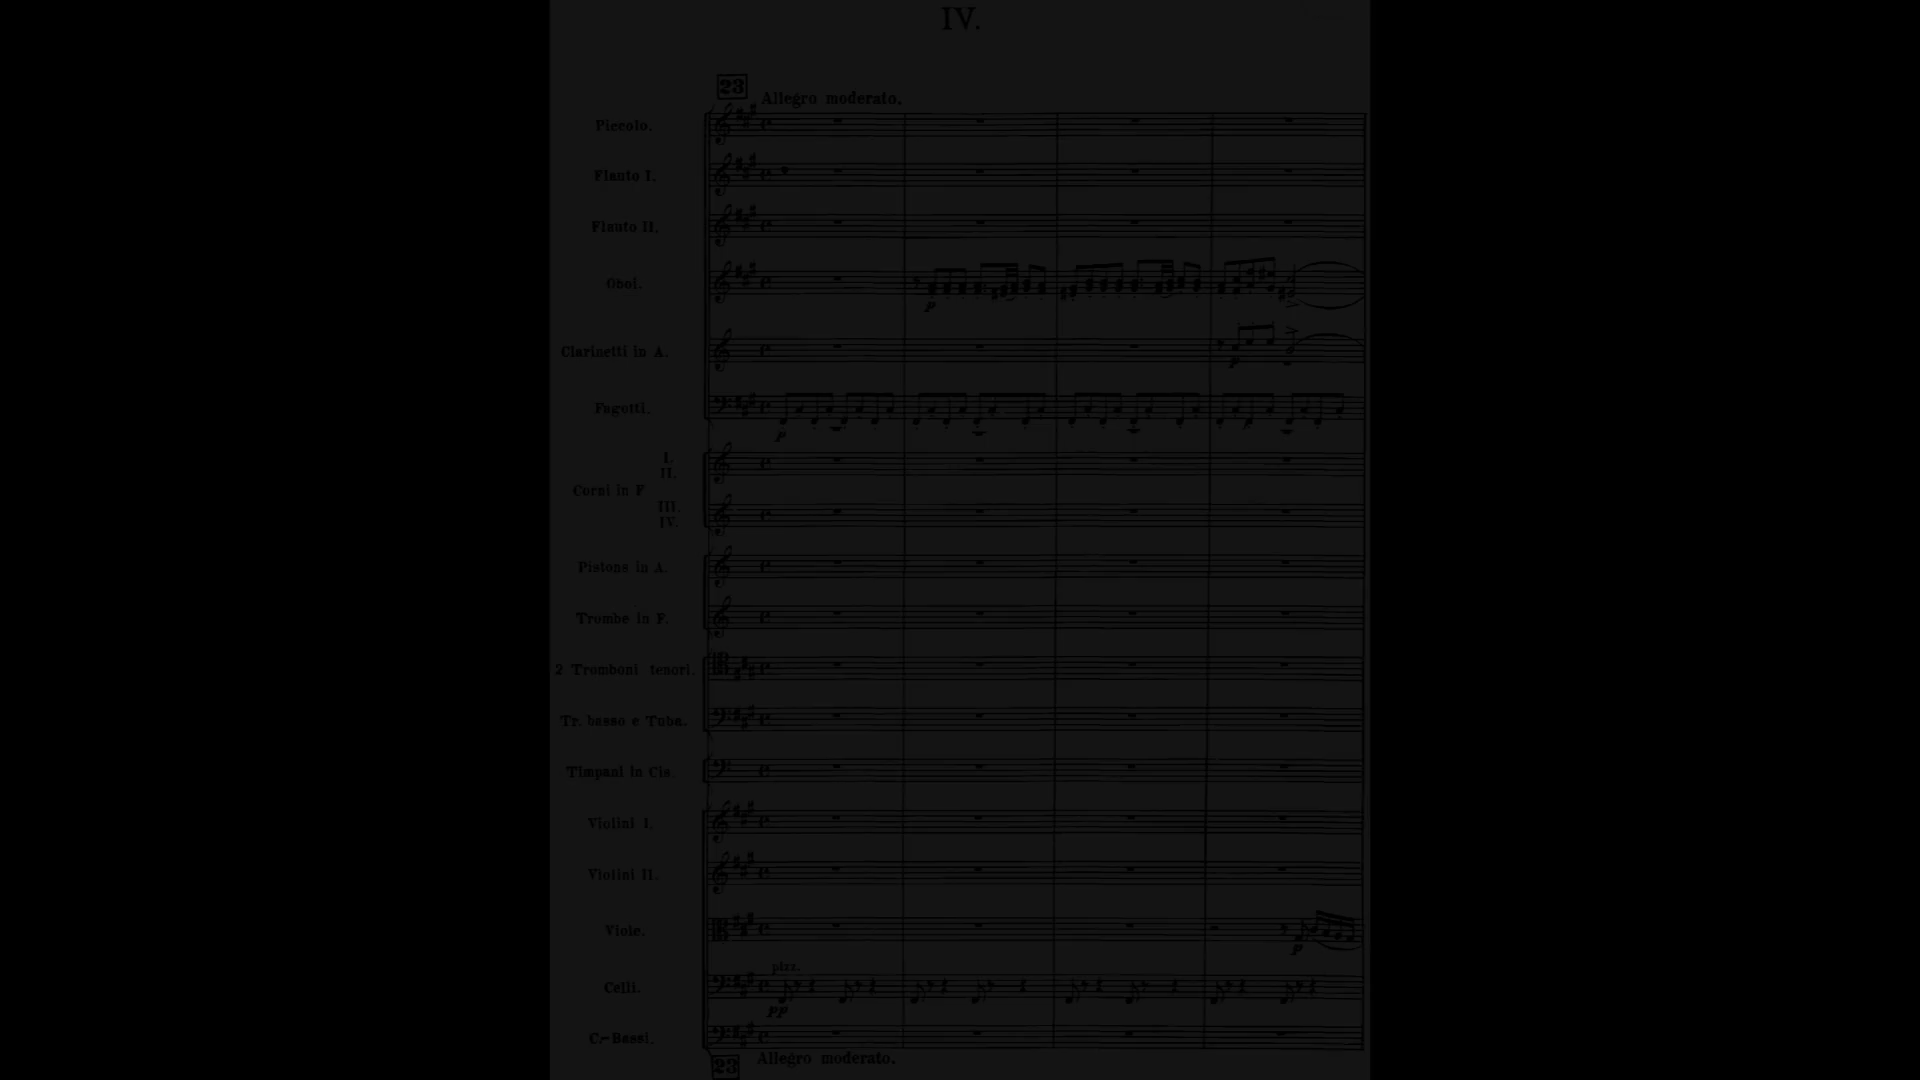 IV.
23 Allegro moderato.
Piccolo.
Flauto I.
Flauto II.
Oboi.
p
Clarinetti in A.
p
Fagotti.
p
I.
II.
Corni in F
III.
IV.
Pistons in A.
Trombe in F.
2 Tromboni tenori.
Tr. basso e Tuba.
Timpani in Cis.
Violini I.
Violini II.
Viole.
p
pizz.
Celli.
pp
C.-Bassi.
23 Allegro moderato.